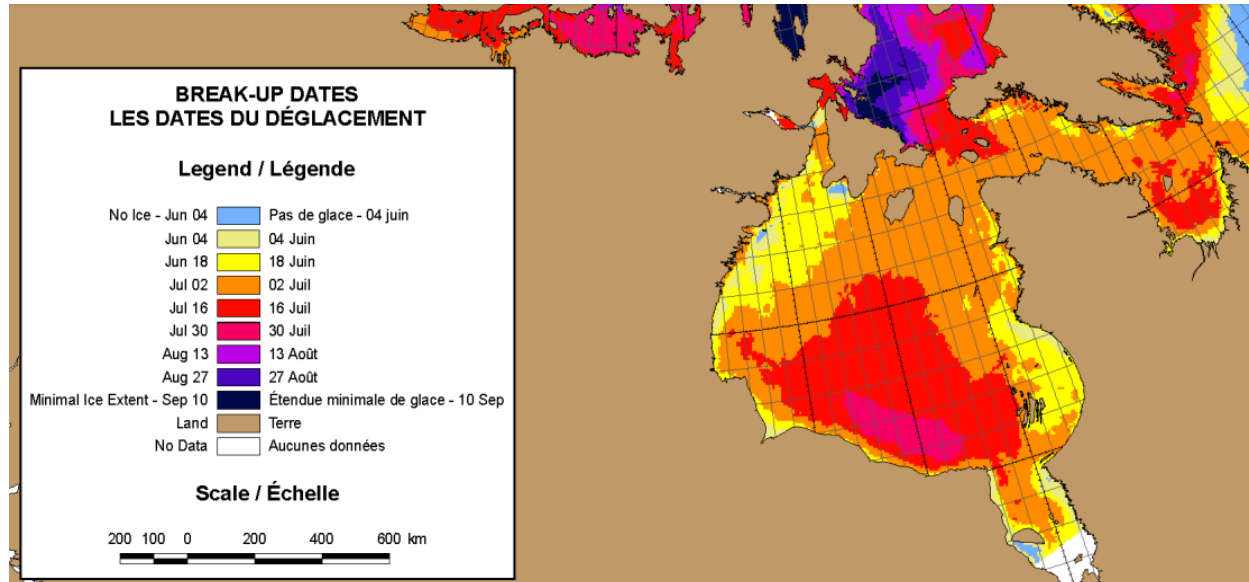 BREAK-UP DATES
LES DATES DU DÉGLACEMENT
Legend / Légende
No Ice - Jun 04 Pas de glace - 04 juin
Jun 04 04 Juin
Jun 18 18 Juin
Jul 02 02 Juil
Jul 16 16 Juil
Jul 30 30 Juil
Aug 13 13 Août
Aug 27 27 Août
Minimal Ice Extent - Sep 10 Étendue minimale de glace - 10 Sep
Land Terre
No Data Aucunes données
Scale / Échelle
200 100 0 200 400 600 km